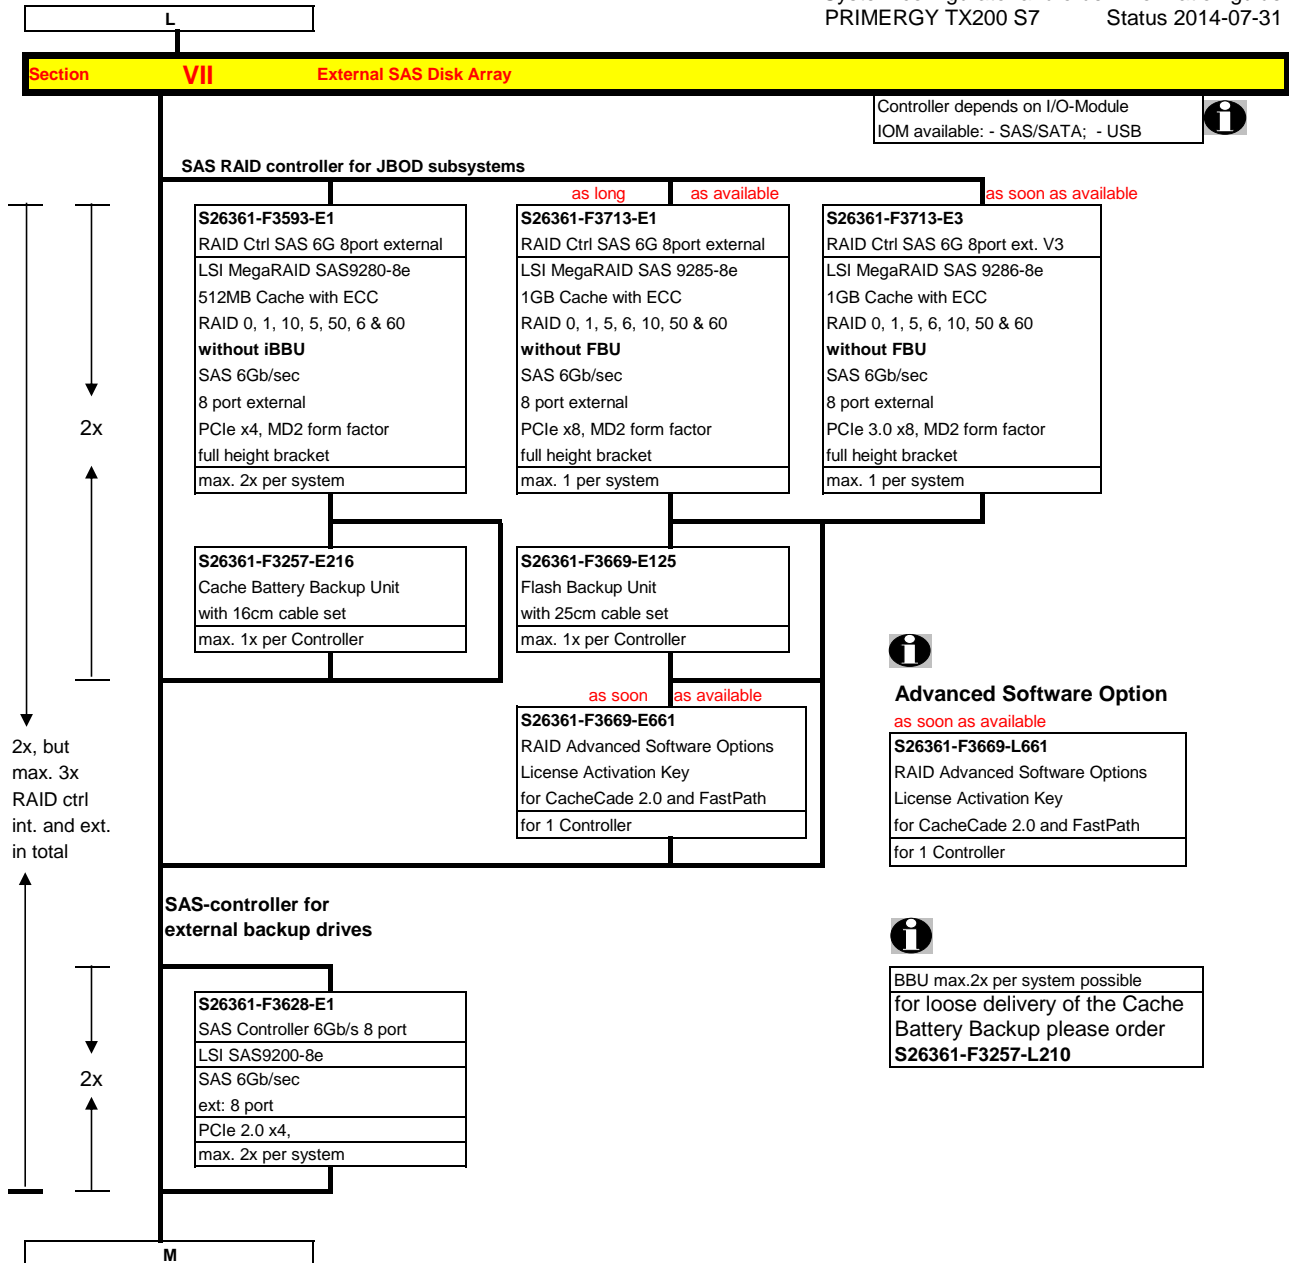 PRIMERGY TX200 S7 Status 2014-07-31
L
Section VII External SAS Disk Array
Controller depends on I/O-Module
IOM available: - SAS/SATA; - USB
SAS RAID controller for JBOD subsystems
as long as available
as soon as available
S26361-F3593-E1
RAID Ctrl SAS 6G 8port external
LSI MegaRAID SAS9280-8e
512MB Cache with ECC
RAID 0, 1, 10, 5, 50, 6 & 60
without iBBU
SAS 6Gb/sec
8 port external
PCIe x4, MD2 form factor
full height bracket
max. 2x per system
S26361-F3713-E1
RAID Ctrl SAS 6G 8port external
LSI MegaRAID SAS 9285-8e
1GB Cache with ECC
RAID 0, 1, 5, 6, 10, 50 & 60
without FBU
SAS 6Gb/sec
8 port external
PCIe x8, MD2 form factor
full height bracket
max. 1 per system
S26361-F3713-E3
RAID Ctrl SAS 6G 8port ext. V3
LSI MegaRAID SAS 9286-8e
1GB Cache with ECC
RAID 0, 1, 5, 6, 10, 50 & 60
without FBU
SAS 6Gb/sec
8 port external
PCIe 3.0 x8, MD2 form factor
full height bracket
max. 1 per system
2x
S26361-F3257-E216
Cache Battery Backup Unit
with 16cm cable set
max. 1x per Controller
S26361-F3669-E125
Flash Backup Unit
with 25cm cable set
max. 1x per Controller
as soon as available
S26361-F3669-E661
RAID Advanced Software Options
License Activation Key
for CacheCade 2.0 and FastPath
for 1 Controller
Advanced Software Option
as soon as available
S26361-F3669-L661
RAID Advanced Software Options
License Activation Key
for CacheCade 2.0 and FastPath
for 1 Controller
2x, but
max. 3x
RAID ctrl
int. and ext.
in total
SAS-controller for
external backup drives
S26361-F3628-E1
SAS Controller 6Gb/s 8 port
LSI SAS9200-8e
SAS 6Gb/sec
ext: 8 port
PCIe 2.0 x4,
max. 2x per system
2x
BBU max.2x per system possible
for loose delivery of the Cache
Battery Backup please order
S26361-F3257-L210
M